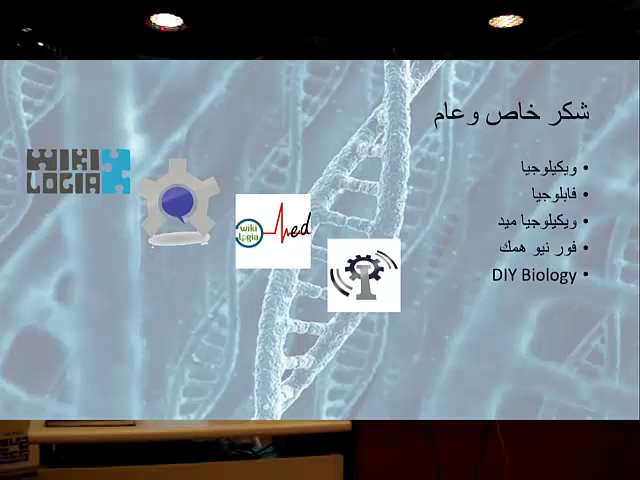 شكر خاص وعام
WIKI
LOGIA
• ويكيلوجيا
• فابلوجيا
• ويكيلوجيا ميد
• فور نيو همك
• DIY Biology
wiki
logia
med